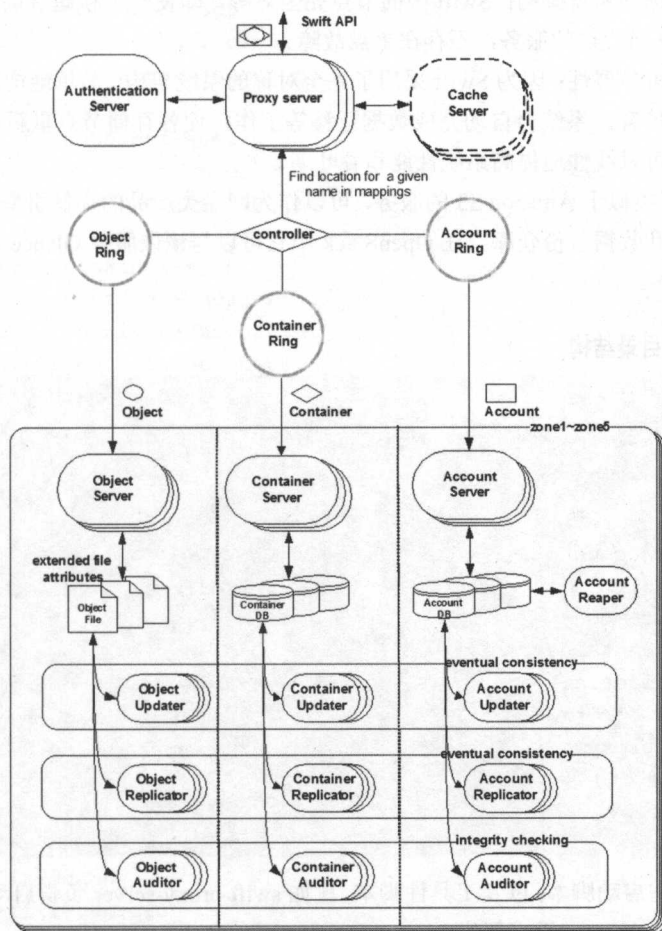 Swift API
Authentication
Server
Proxy server
Cache
Server
Find location for a given
name in mappings
Object
Ring
controller
Account
Ring
Container
Ring
Object
Container
Account
zone1~zone5
Object
Server
Container
Server
Account
Server
extended file
attributes
Object
File
Container
DB
Account
DB
Account
Reaper
eventual consistency
Object
Updater
Container
Updater
Account
Updater
eventual consistency
Object
Replicator
Container
Replicator
Account
Replicator
integrity checking
Object
Auditor
Container
Auditor
Account
Auditor